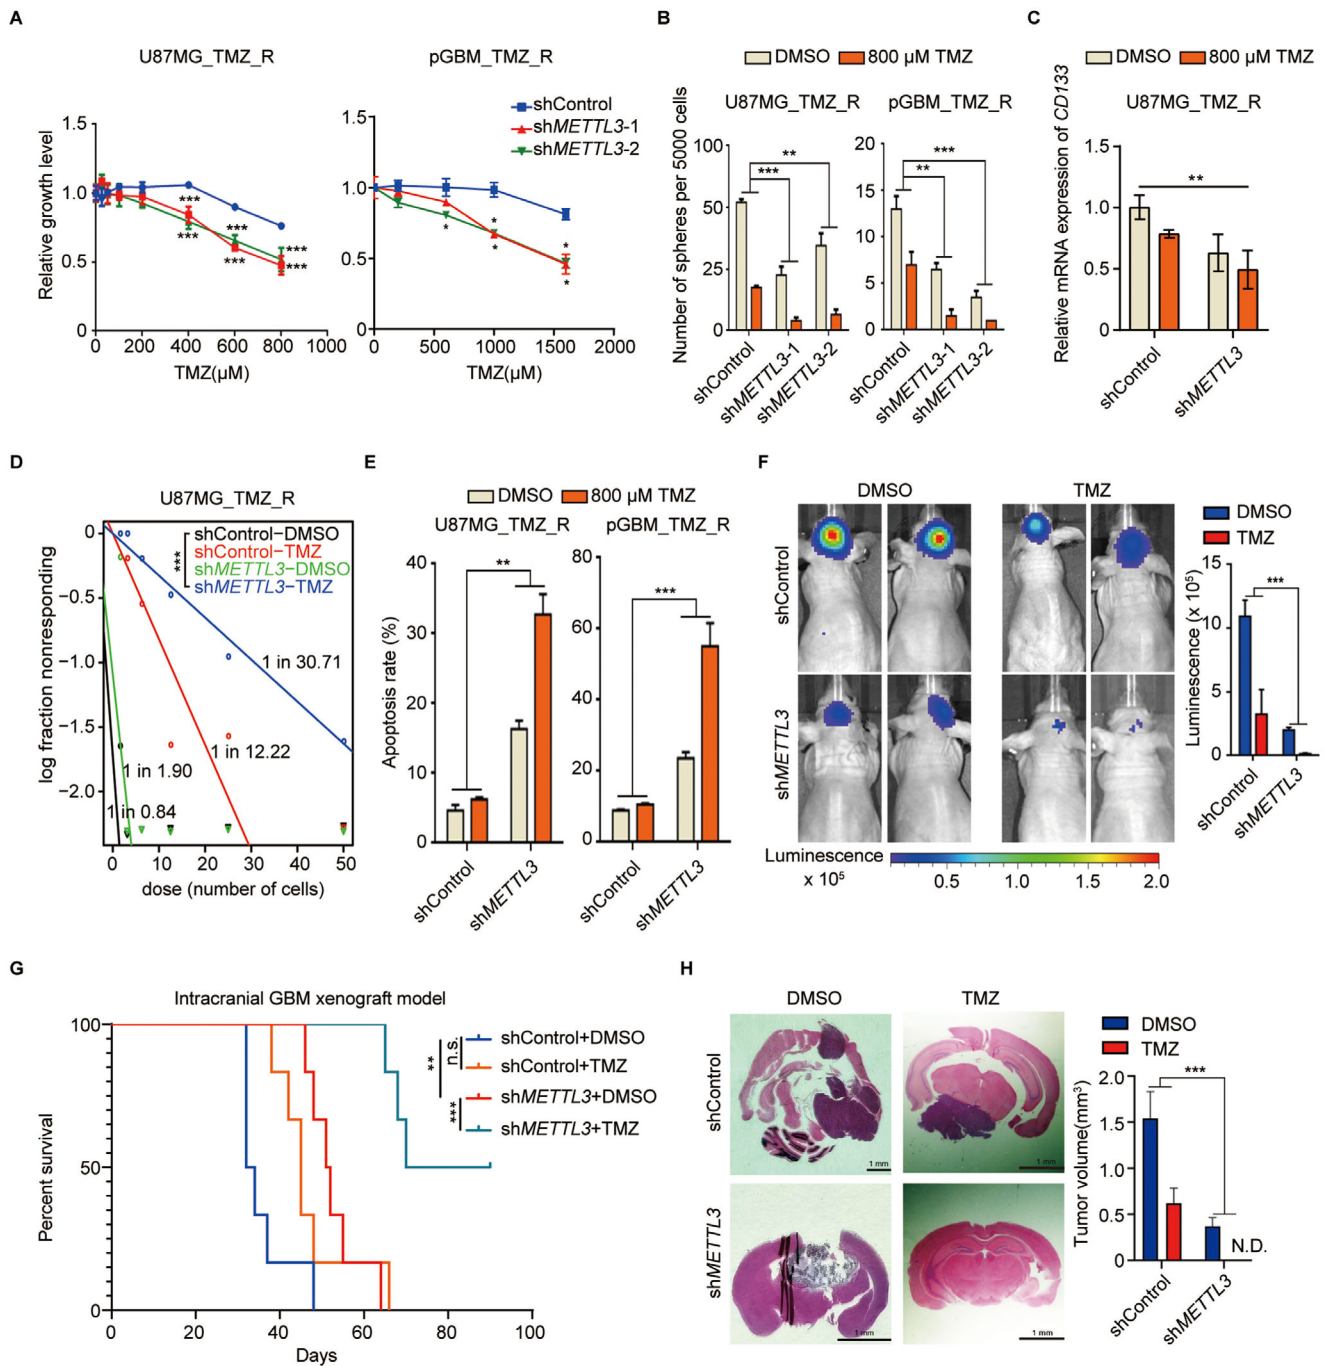 A
U87MG_TMZ_R
pGBM_TMZ_R
shControl
shMETTL3-1
shMETTL3-2
Relative growth level
1.5
1.0
0.5
0
0 200 400 600 800 1000
TMZ(µM)
***
***
***
***
***
***
1.5
1.0
0.5
0
0 500 1000 1500 2000
TMZ(µM)
*
*
*
*
*
B
DMSO 800 µM TMZ
U87MG_TMZ_R pGBM_TMZ_R
Number of spheres per 5000 cells
100
50
25
0
**
***
shControl
shMETTL3-1
shMETTL3-2
20
15
10
5
0
***
**
shControl
shMETTL3-1
shMETTL3-2
C
DMSO 800 µM TMZ
U87MG_TMZ_R
Relative mRNA expression of CD133
1.5
1.0
0.5
0
**
shControl
shMETTL3
D
U87MG_TMZ_R
log fraction nonresponding
0
−0.5
−1.0
−1.5
−2.0
shControl−DMSO
shControl−TMZ
shMETTL3−DMSO
shMETTL3−TMZ
***
1 in 30.71
1 in 12.22
1 in 1.90
1 in 0.84
0 10 20 30 40 50
dose (number of cells)
E
DMSO 800 µM TMZ
U87MG_TMZ_R pGBM_TMZ_R
Apoptosis rate (%)
40
30
20
10
0
**
shControl
shMETTL3
80
60
40
20
0
***
shControl
shMETTL3
F
DMSO TMZ
shControl
shMETTL3
Luminescence
x 10⁵
0.5 1.0 1.5 2.0
DMSO
TMZ
Luminescence (x 10⁵)
15
10
5
0
***
shControl
shMETTL3
G
Intracranial GBM xenograft model
Percent survival
100
50
0
0 20 40 60 80 100
Days
shControl+DMSO
shControl+TMZ
shMETTL3+DMSO
shMETTL3+TMZ
**
n.s.
***
H
DMSO TMZ
shControl
shMETTL3
1 mm
1 mm
1 mm
1 mm
DMSO
TMZ
Tumor volume(mm³)
2.0
1.5
1.0
0.5
0
***
N.D.
shControl
shMETTL3